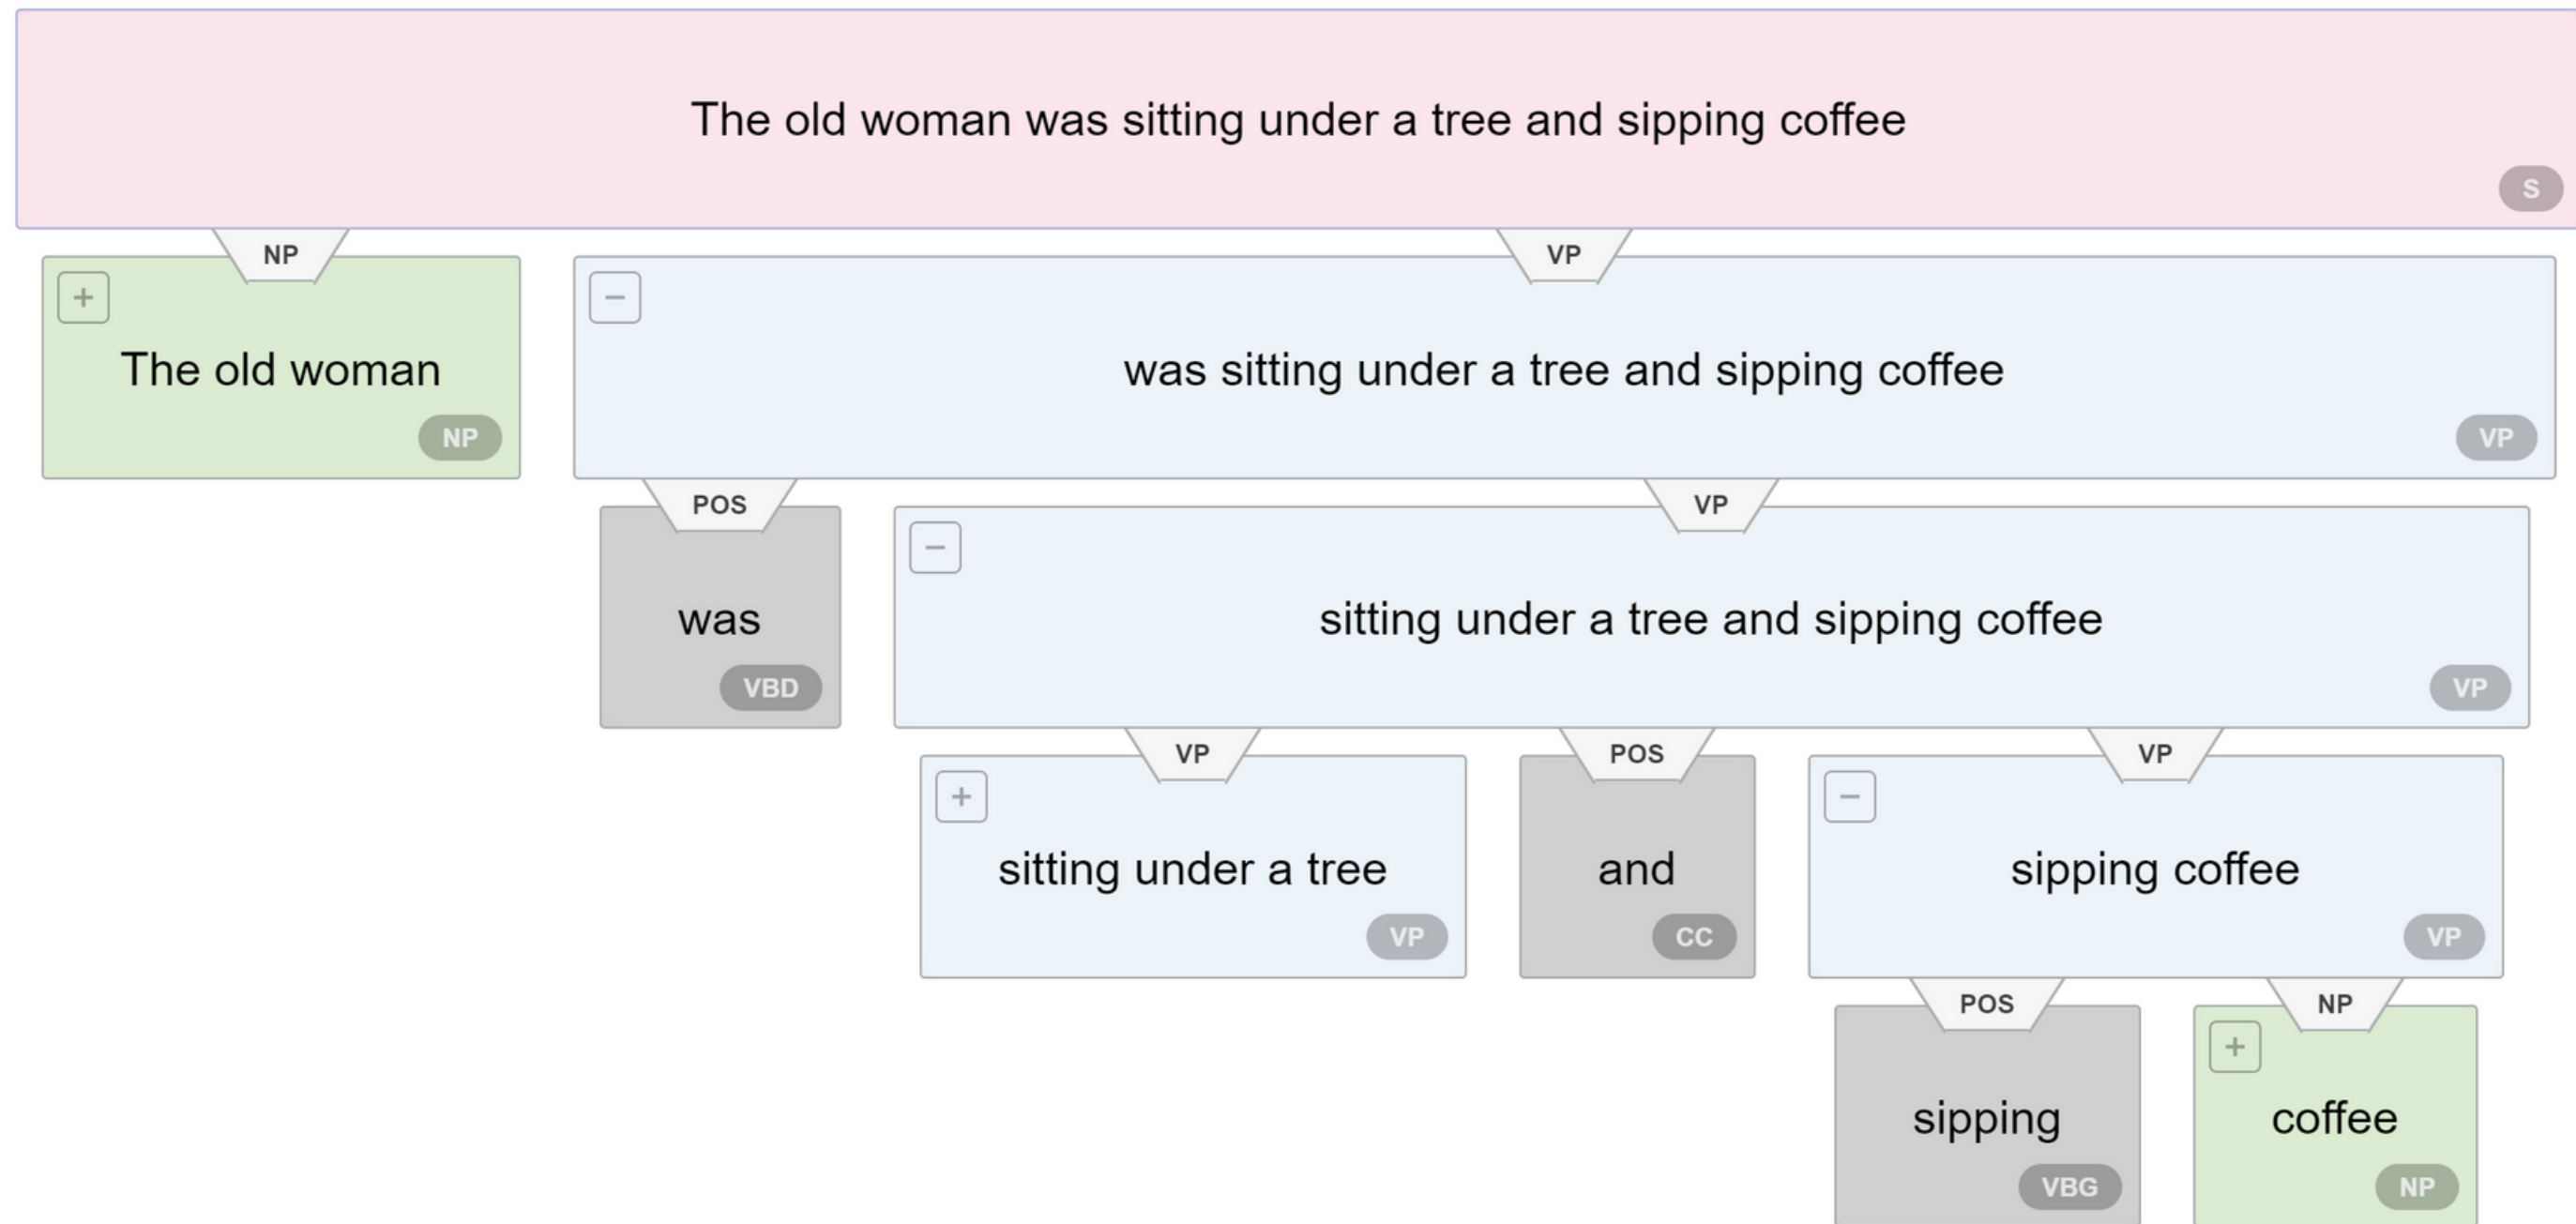 The old woman was sitting under a tree and sipping coffee
S
NP
VP
+
−
The old woman
was sitting under a tree and sipping coffee
NP
VP
POS
VP
−
was
sitting under a tree and sipping coffee
VBD
VP
VP
POS
VP
+
−
sitting under a tree
and
sipping coffee
VP
CC
VP
POS
NP
+
sipping
coffee
VBG
NP